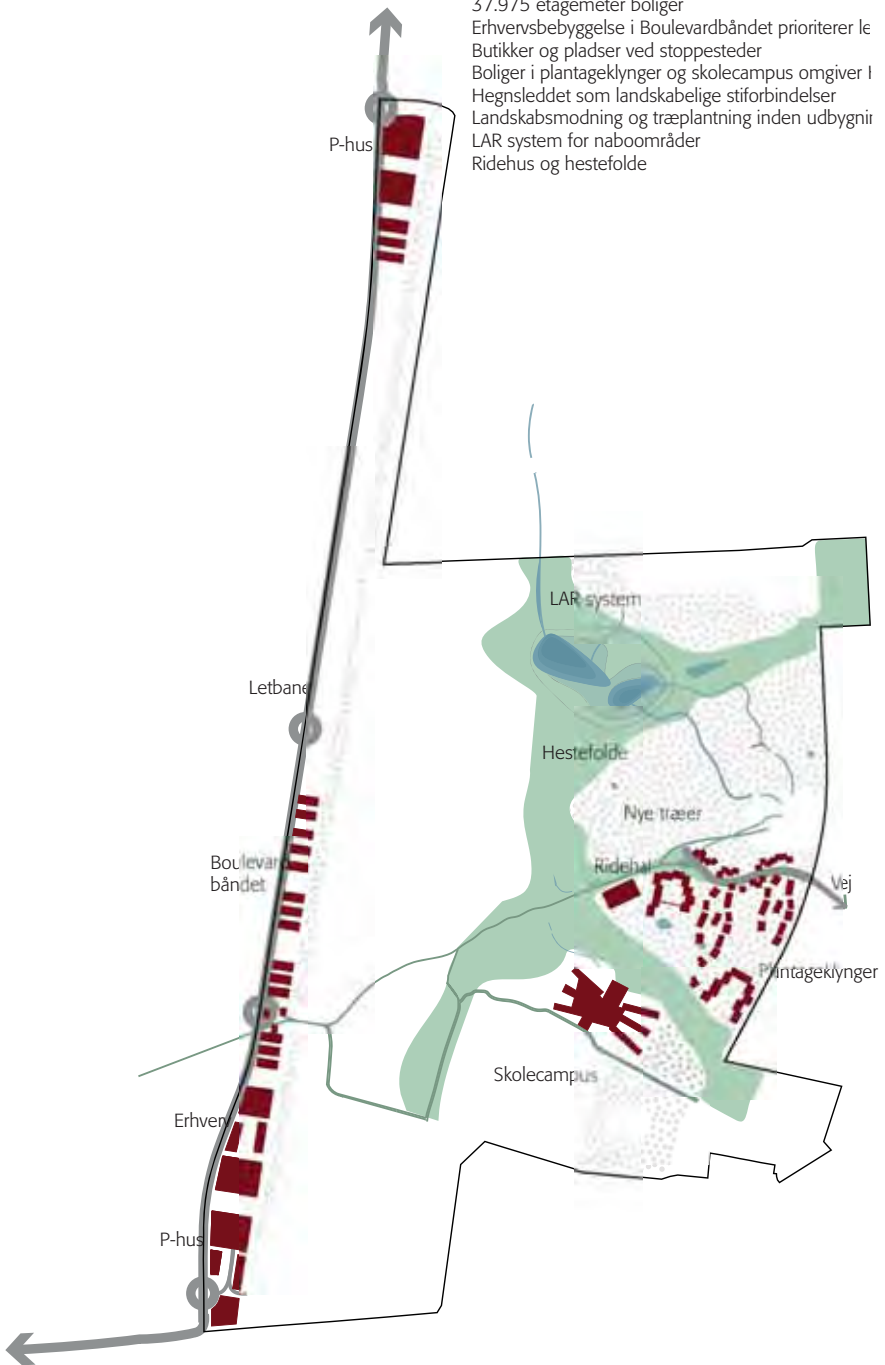 37.975 etagemeter boliger
Erhvervsbebyggelse i Boulevardbåndet prioriterer
Butikker og pladser ved stoppesteder
Boliger i plantageklynger og skolecampus omgiver
Hegnsleddet som landskabelige stiforbindelser
Landskabsmodning og træplantning inden
LAR system for naboområder
Ridehus og hestefolde
P-hus
LAR system
Letbane
Hestefolde
Nye træer
Boulevard
båndet
Ridehal
Vej
Plantageklynger
Skolecampus
Erhverv
P-hus